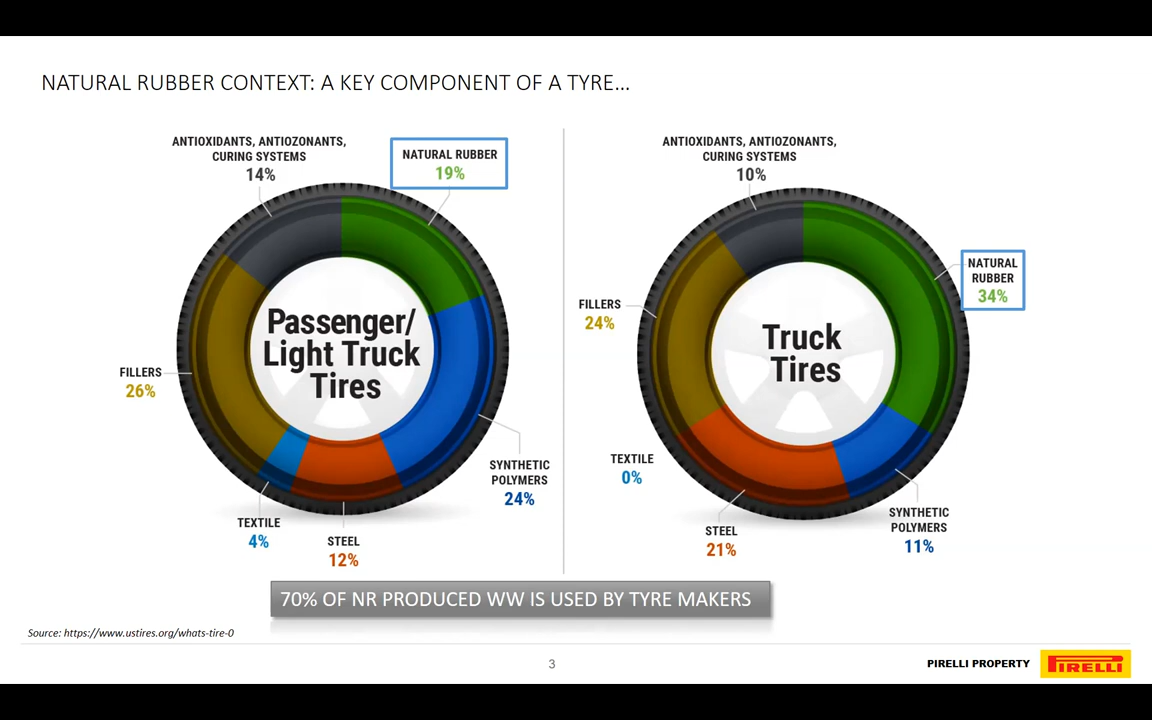 NATURAL RUBBER CONTEXT: A KEY COMPONENT OF A TYRE…
ANTIOXIDANTS, ANTIOZONANTS,
CURING SYSTEMS
14%
NATURAL RUBBER
19%
FILLERS
26%
Passenger/
Light Truck
Tires
SYNTHETIC
POLYMERS
24%
TEXTILE
4%
STEEL
12%
ANTIOXIDANTS, ANTIOZONANTS,
CURING SYSTEMS
10%
NATURAL
RUBBER
34%
FILLERS
24%
Truck
Tires
TEXTILE
0%
STEEL
21%
SYNTHETIC
POLYMERS
11%
70% OF NR PRODUCED WW IS USED BY TYRE MAKERS
Source: https://www.ustires.org/whats-tire-0
3
PIRELLI PROPERTY
PIRELLI